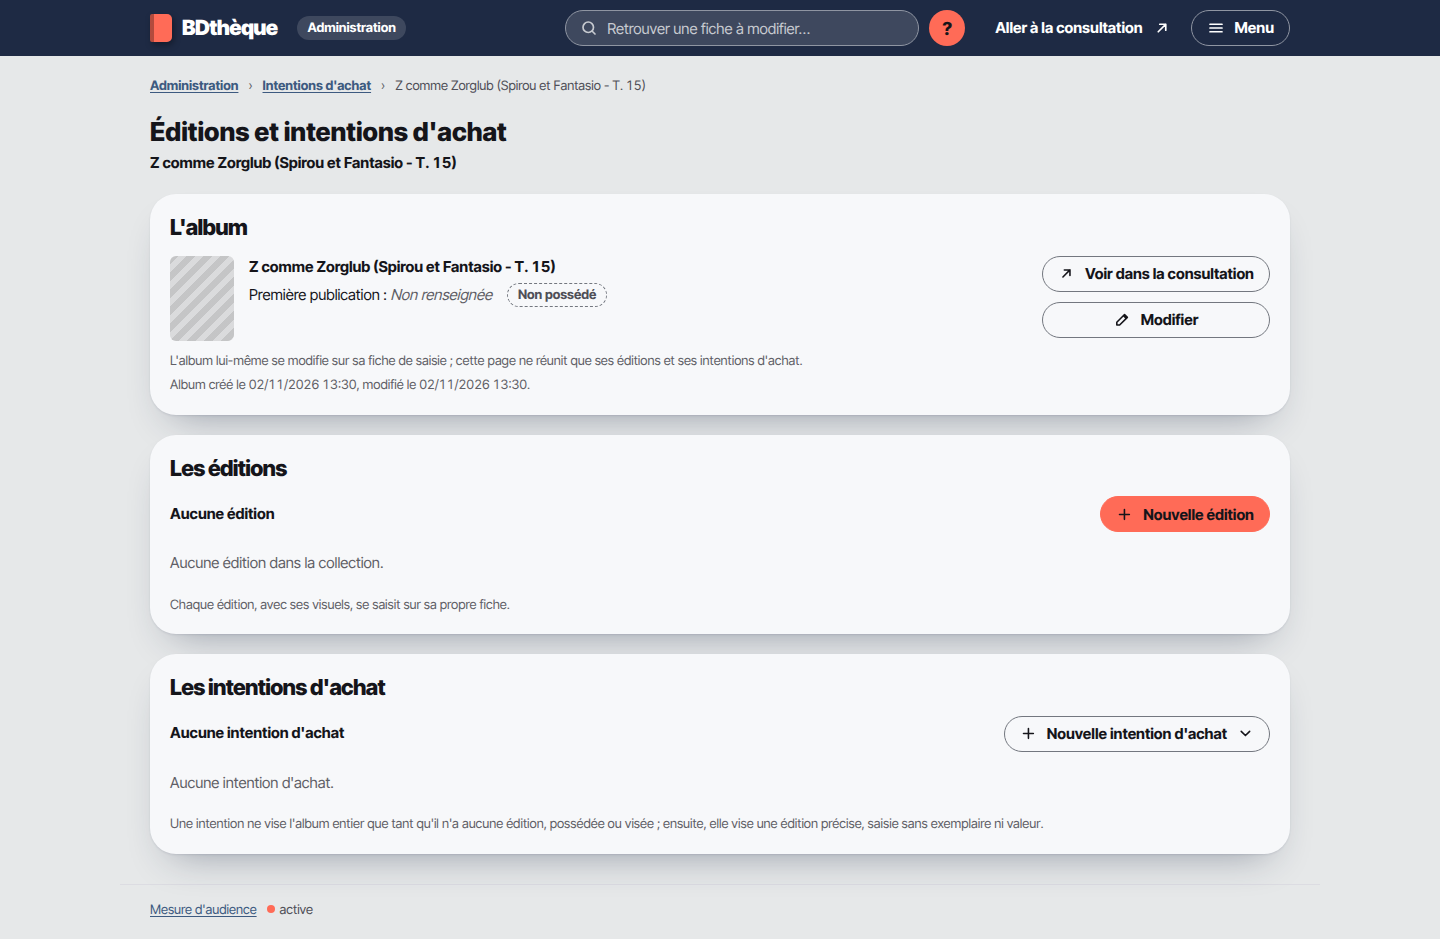 BDthèque Administration Retrouver une fiche à modifier... ? Aller à la consultation Menu
Administration › Intentions d'achat › Z comme Zorglub (Spirou et Fantasio - T. 15)
Éditions et intentions d'achat
Z comme Zorglub (Spirou et Fantasio - T. 15)
L'album
Z comme Zorglub (Spirou et Fantasio - T. 15)
Première publication : Non renseignée Non possédé
Voir dans la consultation
Modifier
L'album lui-même se modifie sur sa fiche de saisie ; cette page ne réunit que ses éditions et ses intentions d'achat.
Album créé le 02/11/2026 13:30, modifié le 02/11/2026 13:30.
Les éditions
Aucune édition
Nouvelle édition
Aucune édition dans la collection.
Chaque édition, avec ses visuels, se saisit sur sa propre fiche.
Les intentions d'achat
Aucune intention d'achat
Nouvelle intention d'achat
Aucune intention d'achat.
Une intention ne vise l'album entier que tant qu'il n'a aucune édition, possédée ou visée ; ensuite, elle vise une édition précise, saisie sans exemplaire ni valeur.
Mesure d'audience active